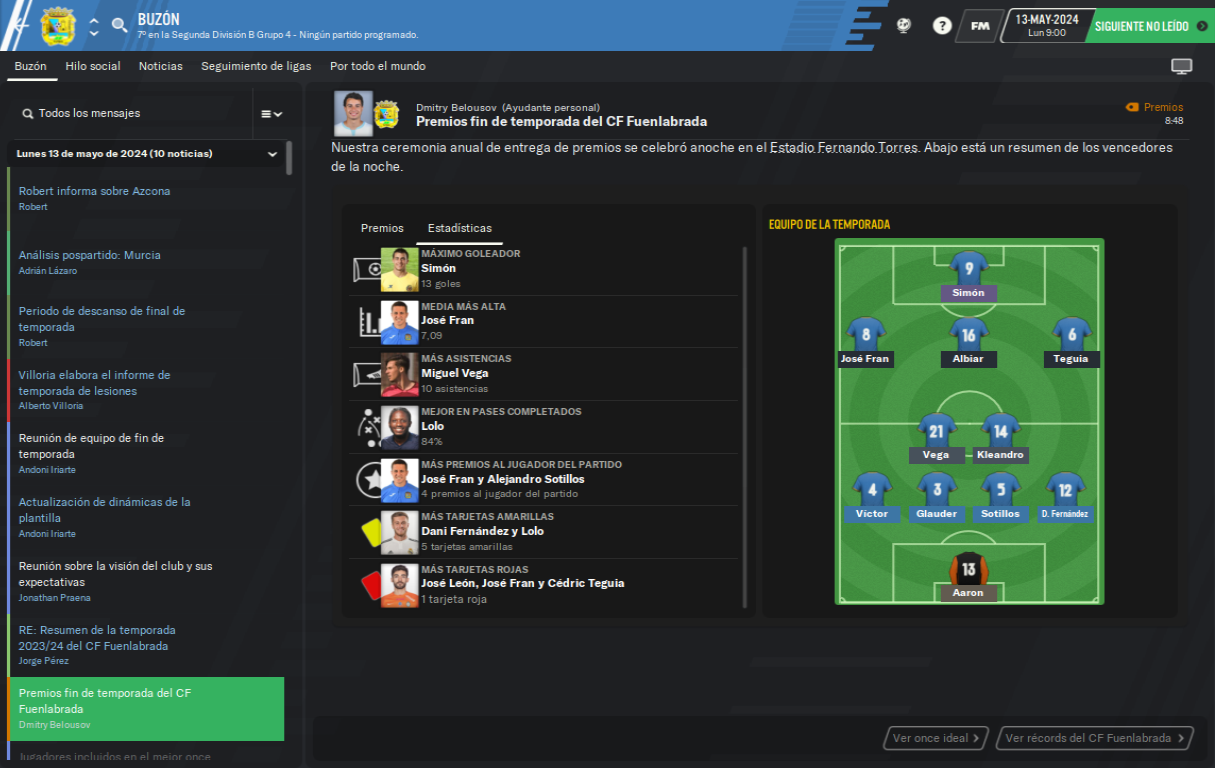 BUZÓN
7º en la Segunda División B Grupo 4 - Ningún partido programado.
?
FM
13-MAY-2024
Lun 9:00
SIGUIENTE NO LEÍDO
Buzón
Hilo social
Noticias
Seguimiento de ligas
Por todo el mundo
Todos los mensajes
Lunes 13 de mayo de 2024 (10 noticias)
Robert informa sobre Azcona
Robert
Análisis pospartido: Murcia
Adrián Lázaro
Periodo de descanso de final de
temporada
Robert
Villoria elabora el informe de
temporada de lesiones
Alberto Villoria
Reunión de equipo de fin de
temporada
Andoni Iriarte
Actualización de dinámicas de la
plantilla
Andoni Iriarte
Reunión sobre la visión del club y sus
expectativas
Jonathan Praena
RE: Resumen de la temporada
2023/24 del CF Fuenlabrada
Jorge Pérez
Premios fin de temporada del CF
Fuenlabrada
Dmitry Belousov
Jugadores incluidos en el mejor once
Dmitry Belousov (Ayudante personal)
Premios fin de temporada del CF Fuenlabrada
Premios
8:48
Nuestra ceremonia anual de entrega de premios se celebró anoche en el Estadio Fernando Torres. Abajo está un resumen de los vencedores
de la noche.
Premios
Estadísticas
MÁXIMO GOLEADOR
Simón
13 goles
MEDIA MÁS ALTA
José Fran
7,09
MÁS ASISTENCIAS
Miguel Vega
10 asistencias
MEJOR EN PASES COMPLETADOS
Lolo
84%
MÁS PREMIOS AL JUGADOR DEL PARTIDO
José Fran y Alejandro Sotillos
4 premios al jugador del partido
MÁS TARJETAS AMARILLAS
Dani Fernández y Lolo
5 tarjetas amarillas
MÁS TARJETAS ROJAS
José León, José Fran y Cédric Teguia
1 tarjeta roja
EQUIPO DE LA TEMPORADA
9
Simón
8
16
6
José Fran
Albiar
Teguia
21
14
Vega
Kleandro
4
3
5
12
Víctor
Glauder
Sotillos
D. Fernández
13
Aaron
Ver once ideal
Ver récords del CF Fuenlabrada